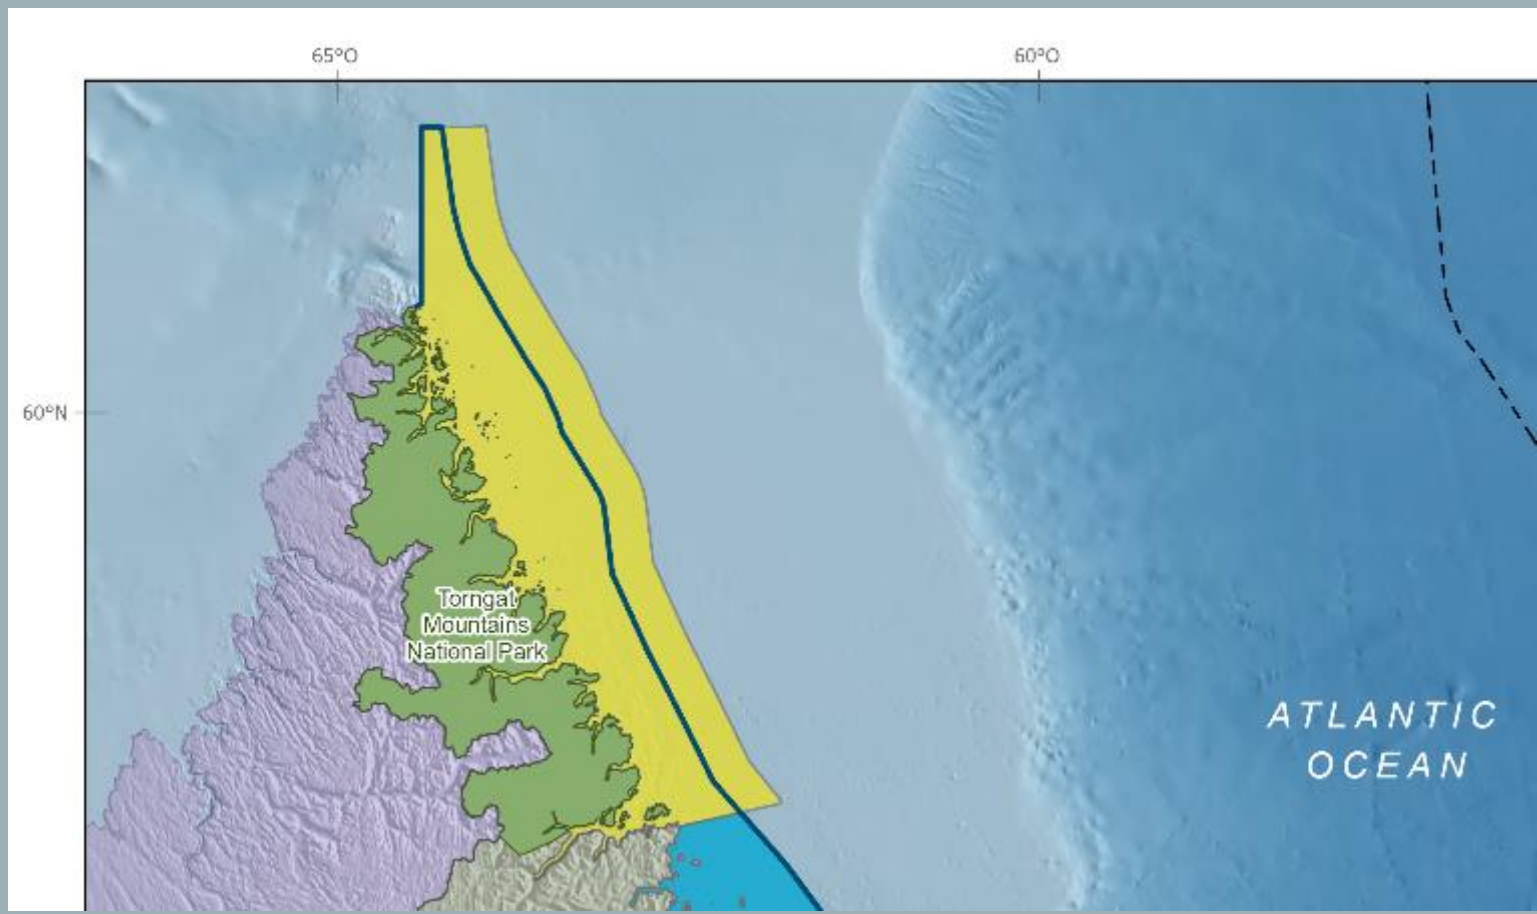 65°O
60°O
60°N
Torngat
Mountains
National Park
ATLANTIC
OCEAN